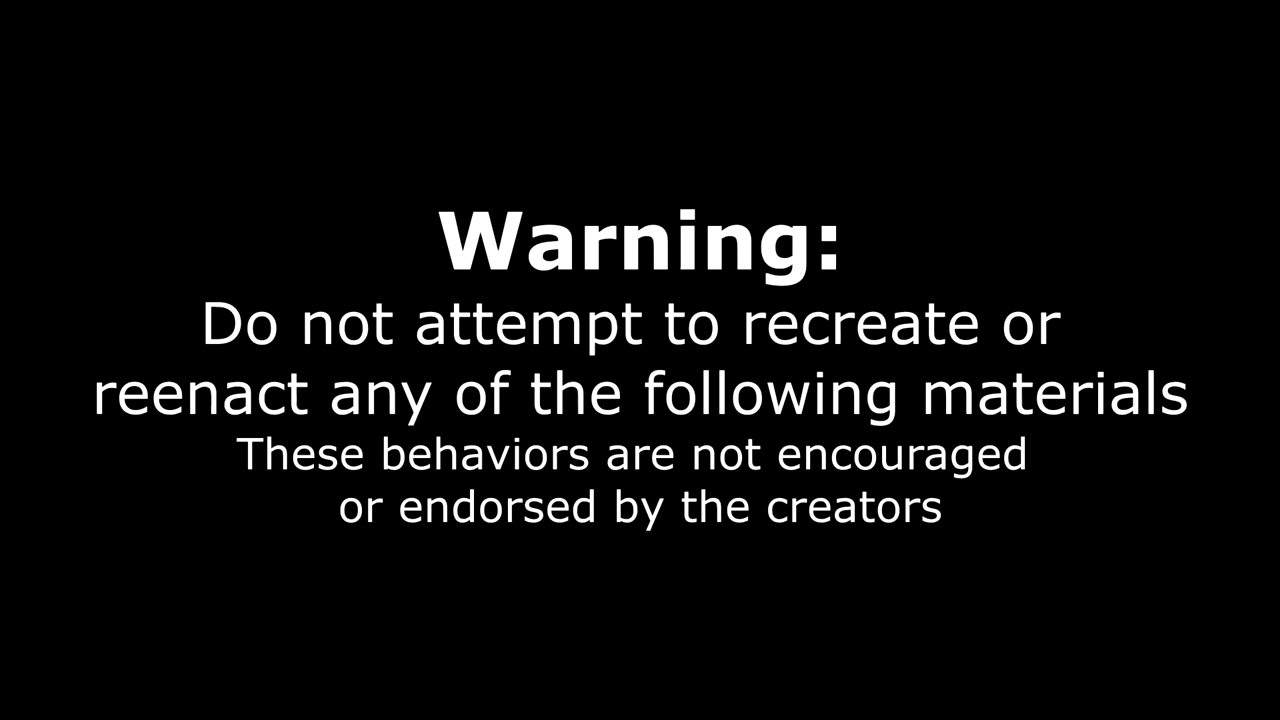 Warning:
Do not attempt to recreate or
reenact any of the following materials
These behaviors are not encouraged
or endorsed by the creators